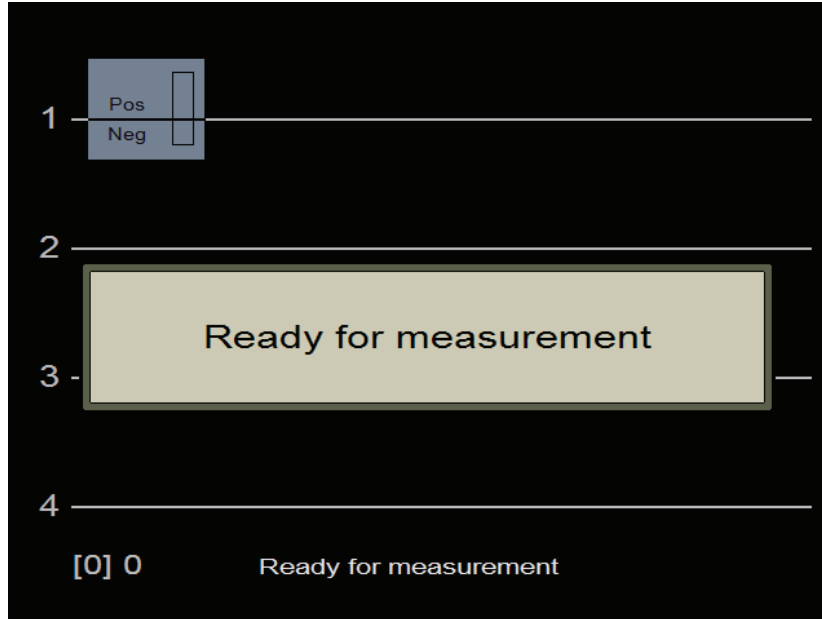 Pos
1
Neg
2
Ready for measurement
3
4
[0] 0 Ready for measurement